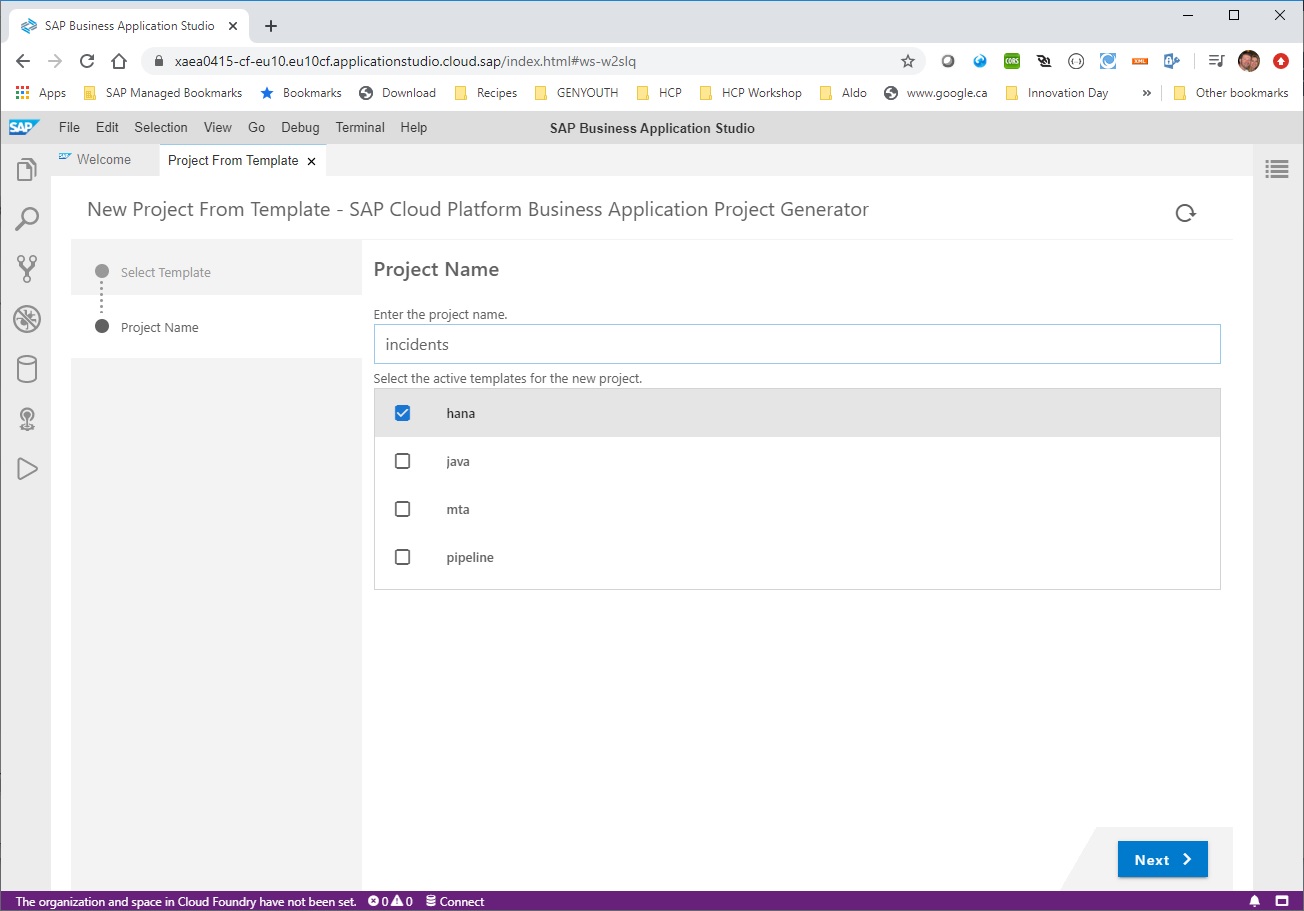 SAP Business Application Studio
xaea0415-cf-eu10.eu10cf.applicationstudio.cloud.sap/index.html#ws-w2slq
CORS
XML
Apps SAP Managed Bookmarks Bookmarks Download Recipes GENYOUTH HCP HCP Workshop Aldo www.google.ca Innovation Day » Other bookmarks
SAP File Edit Selection View Go Debug Terminal Help SAP Business Application Studio
SAP Welcome Project From Template
New Project From Template - SAP Cloud Platform Business Application Project Generator
Select Template
Project Name
Project Name
Enter the project name.
incidents
Select the active templates for the new project.
hana
java
mta
pipeline
Next
The organization and space in Cloud Foundry have not been set. 0 0 Connect